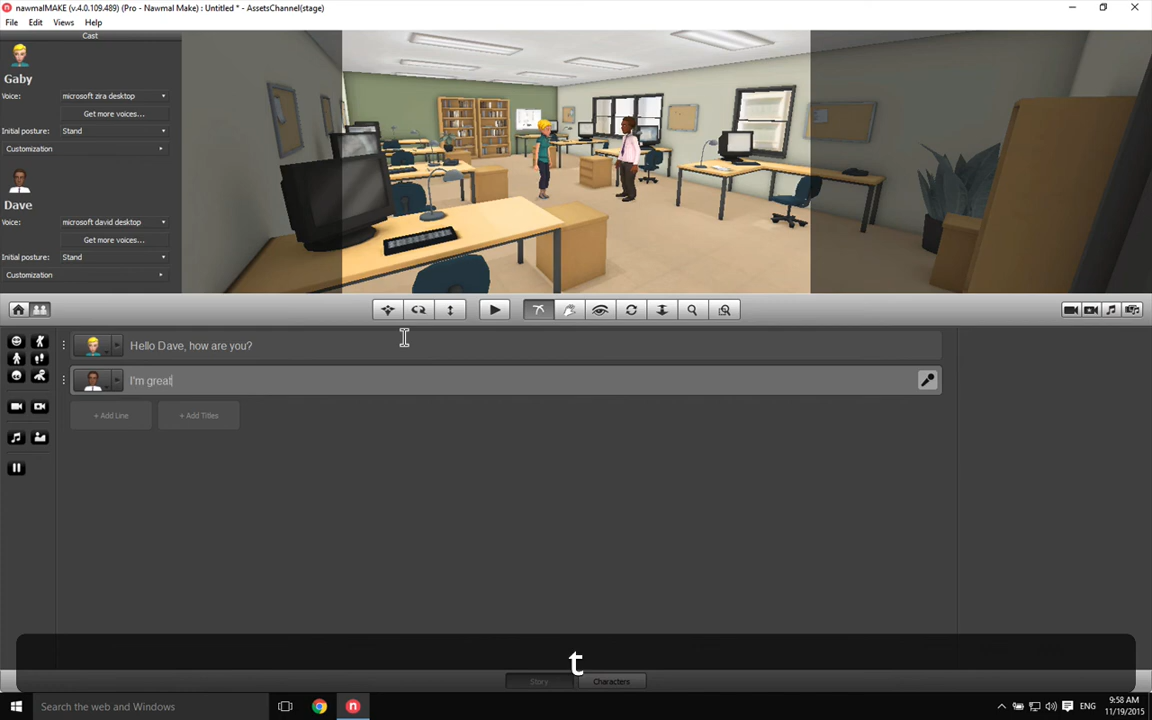 nawmalMAKE (v.4.0.109.489) (Pro - Nawmal Make) : Untitled * - AssetsChannel(stage)
File Edit Views Help
Cast
Gaby
Voice: microsoft zira desktop
Get more voices...
Initial posture: Stand
Customization
Dave
Voice: microsoft david desktop
Get more voices...
Initial posture: Stand
Customization
Hello Dave, how are you?
I'm great
+ Add Line + Add Titles
t
Story Characters
Search the web and Windows
n
ENG
9:58 AM
11/19/2015